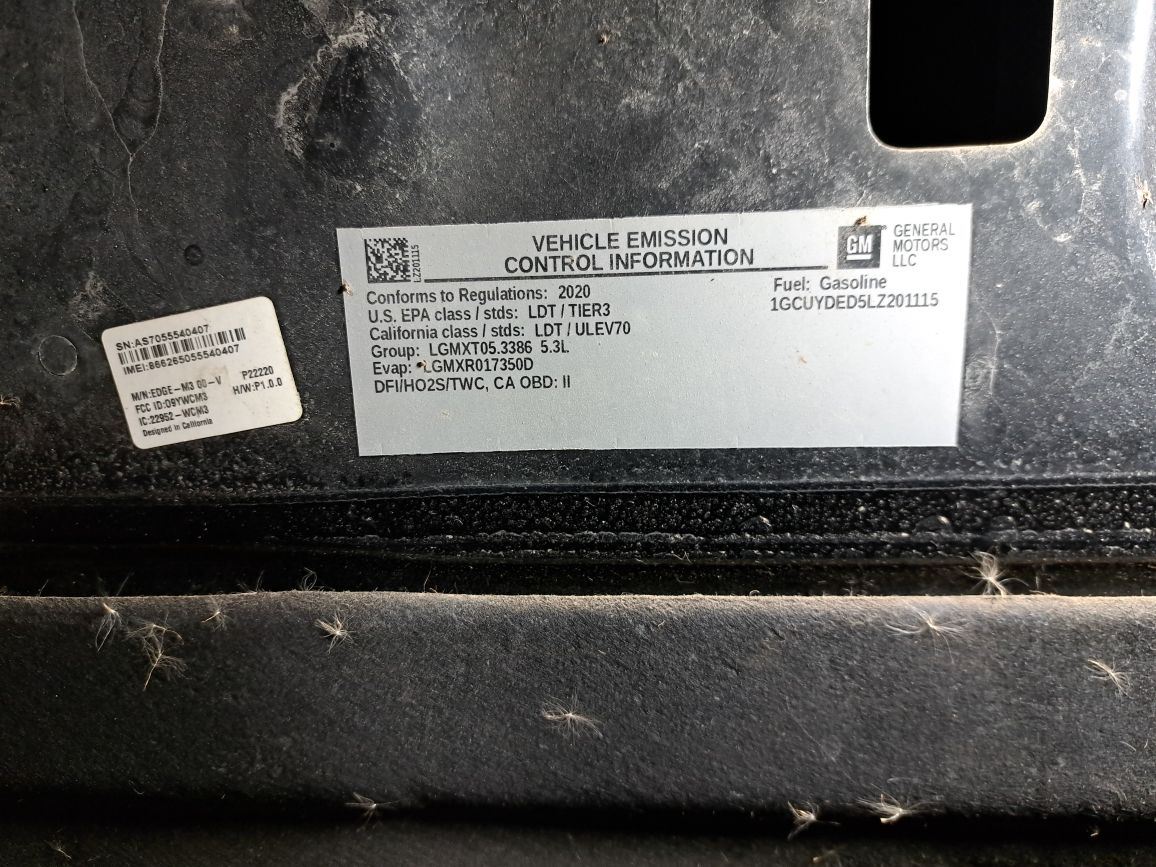 SN:AS7055540407
IMEI:866265055540407
M/N:EDGE-M3 00-V P22220
FCC ID:O9YWCM3 H/W:P1.0.0
IC:22952-WCM3
Designed in California
LZ201115
VEHICLE EMISSION
CONTROL INFORMATION
GM
GENERAL
MOTORS
LLC
Conforms to Regulations: 2020
U.S. EPA class / stds: LDT / TIER3
California class / stds: LDT / ULEV70
Group: LGMXT05.3386 5.3L
Evap: LGMXR017350D
DFI/HO2S/TWC, CA OBD: II
Fuel: Gasoline
1GCUYDED5LZ201115